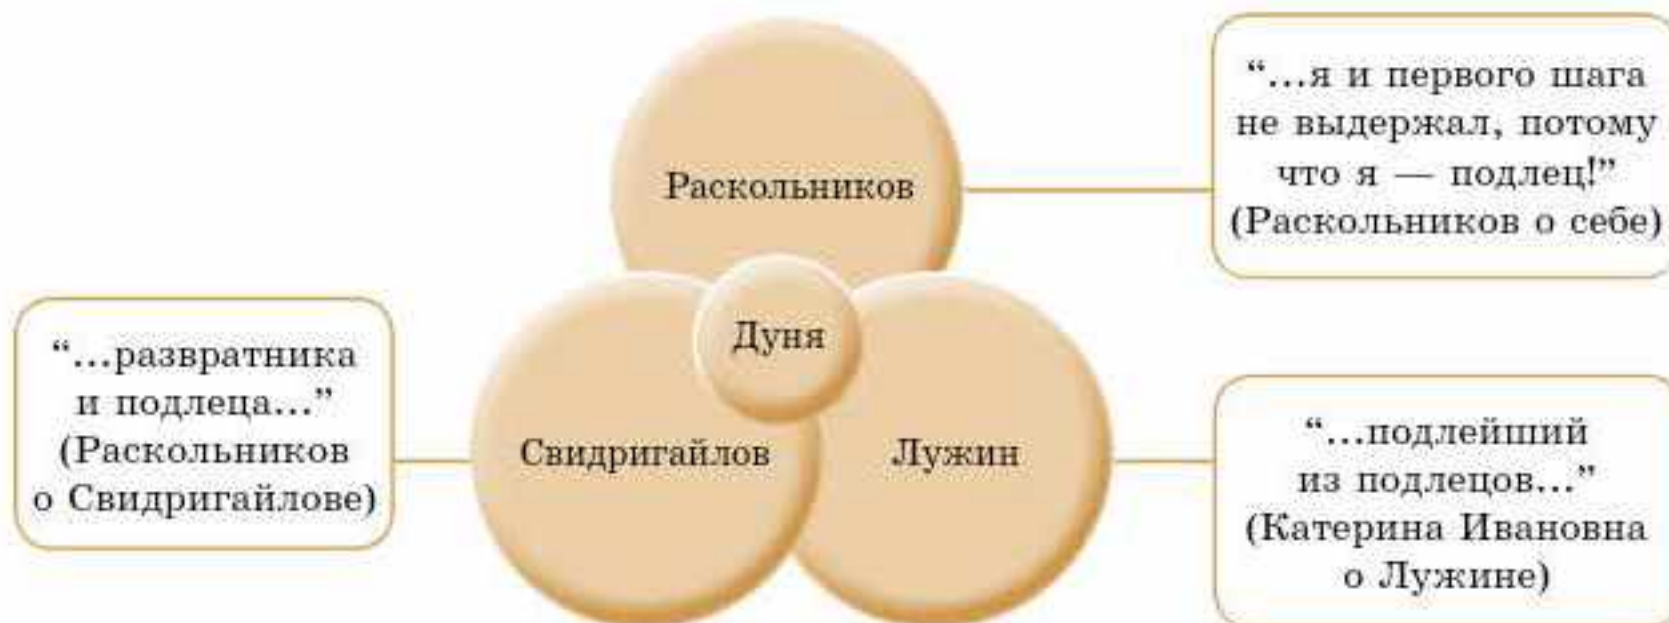 “...я и первого шага
не выдержал, потому
что я — подлец!”
(Раскольников о себе)
Раскольников
Дуня
“...развратника
и подлеца...”
(Раскольников
о Свидригайлове)
Свидригайлов
Лужин
“...подлейший
из подлецов...”
(Катерина Ивановна
о Лужине)